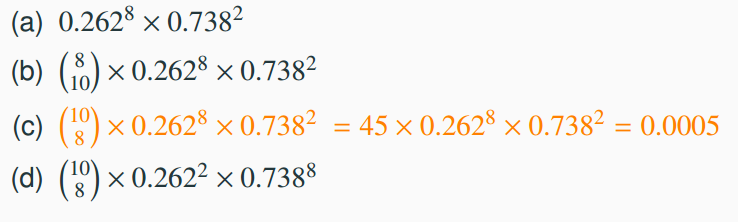 (a) 0.262⁸ × 0.738²
(b) (8 10) × 0.262⁸ × 0.738²
(c) (10 8) × 0.262⁸ × 0.738² = 45 × 0.262⁸ × 0.738² = 0.0005
(d) (10 8) × 0.262² × 0.738⁸